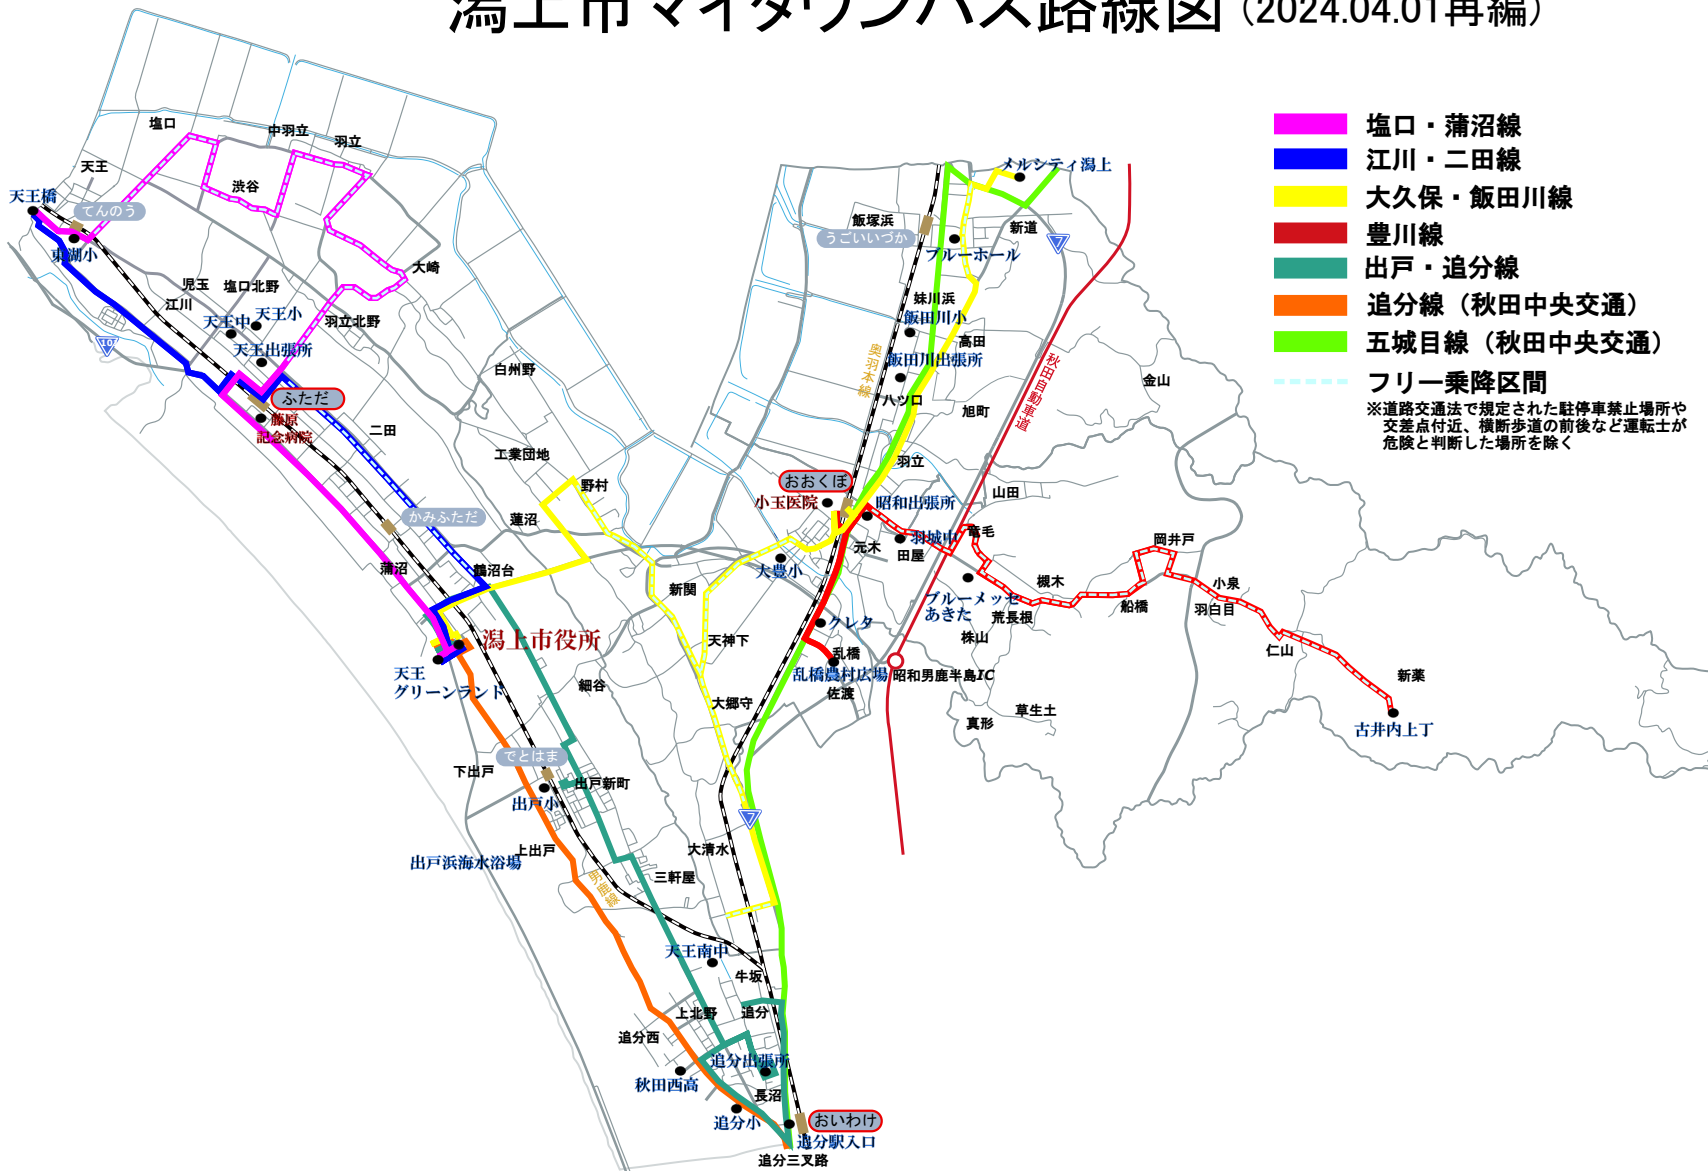 潟上市マイタウンバス路線図（2024.04.01再編）
塩口・蒲沼線
江川・二田線
大久保・飯田川線
豊川線
出戸・追分線
追分線（秋田中央交通）
五城目線（秋田中央交通）
フリー乗降区間
※道路交通法で規定された駐停車禁止場所や
交差点付近、横断歩道の前後など運転士が
危険と判断した場所を除く
塩口
中羽立
羽立
天王
渋谷
天王橋
てんのう
東湖小
大崎
児玉
塩口北野
江川
天王中
天王小
羽立北野
天王出張所
101
白州野
ふただ
藤原
記念病院
二田
工業団地
野村
かみふただ
蓮沼
蒲沼
鶴沼台
新関
潟上市役所
天王
グリーンランド
細谷
天神下
大郷守
でとはま
下出戸
出戸新町
出戸小
上出戸
出戸浜海水浴場
男鹿線
三軒屋
大清水
7
天王南中
牛坂
上北野
追分
追分西
追分出張所
秋田西高
長沼
追分小
おいわけ
追分駅入口
追分三叉路
メルシティ潟上
飯塚浜
うごいいづか
新道
7
ブルーホール
妹川浜
飯田川小
高田
奥羽本線
飯田川出張所
秋田自動車道
金山
八ツ口
旭町
羽立
おおくぼ
小玉医院
昭和出張所
山田
羽城中
竜毛
元木
田屋
岡井戸
大豊小
槻木
小泉
ブルーメッセ
あきた
荒長根
船橋
羽白目
クレタ
株山
乱橋
仁山
乱橋農村広場
昭和男鹿半島IC
新薬
佐渡
草生土
真形
古井内上丁